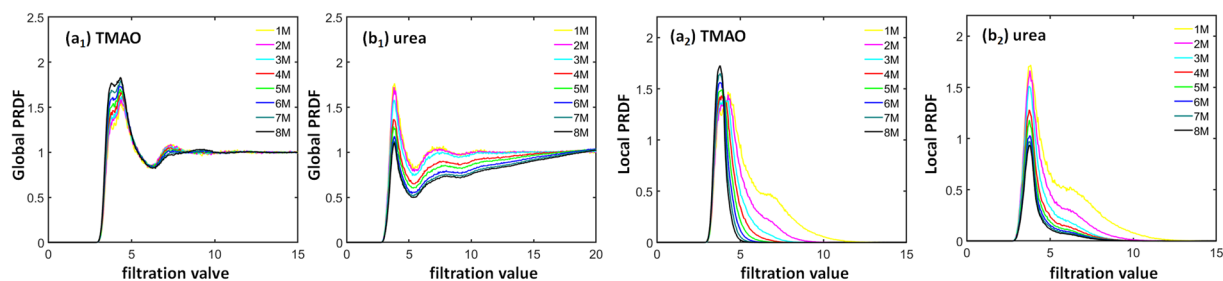 Global PRDF
2.5
2
1.5
1
0.5
0
0
5
10
15
(a1) TMAO
1M
2M
3M
4M
5M
6M
7M
8M
filtration valve
Global PRDF
2.5
2
1.5
1
0.5
0
0
5
10
15
20
(b1) urea
1M
2M
3M
4M
5M
6M
7M
8M
filtration value
Local PRDF
2
1.5
1
0.5
0
0
5
10
15
(a2) TMAO
1M
2M
3M
4M
5M
6M
7M
8M
filtration value
Local PRDF
2
1.5
1
0.5
0
0
5
10
15
(b2) urea
1M
2M
3M
4M
5M
6M
7M
8M
filtration value